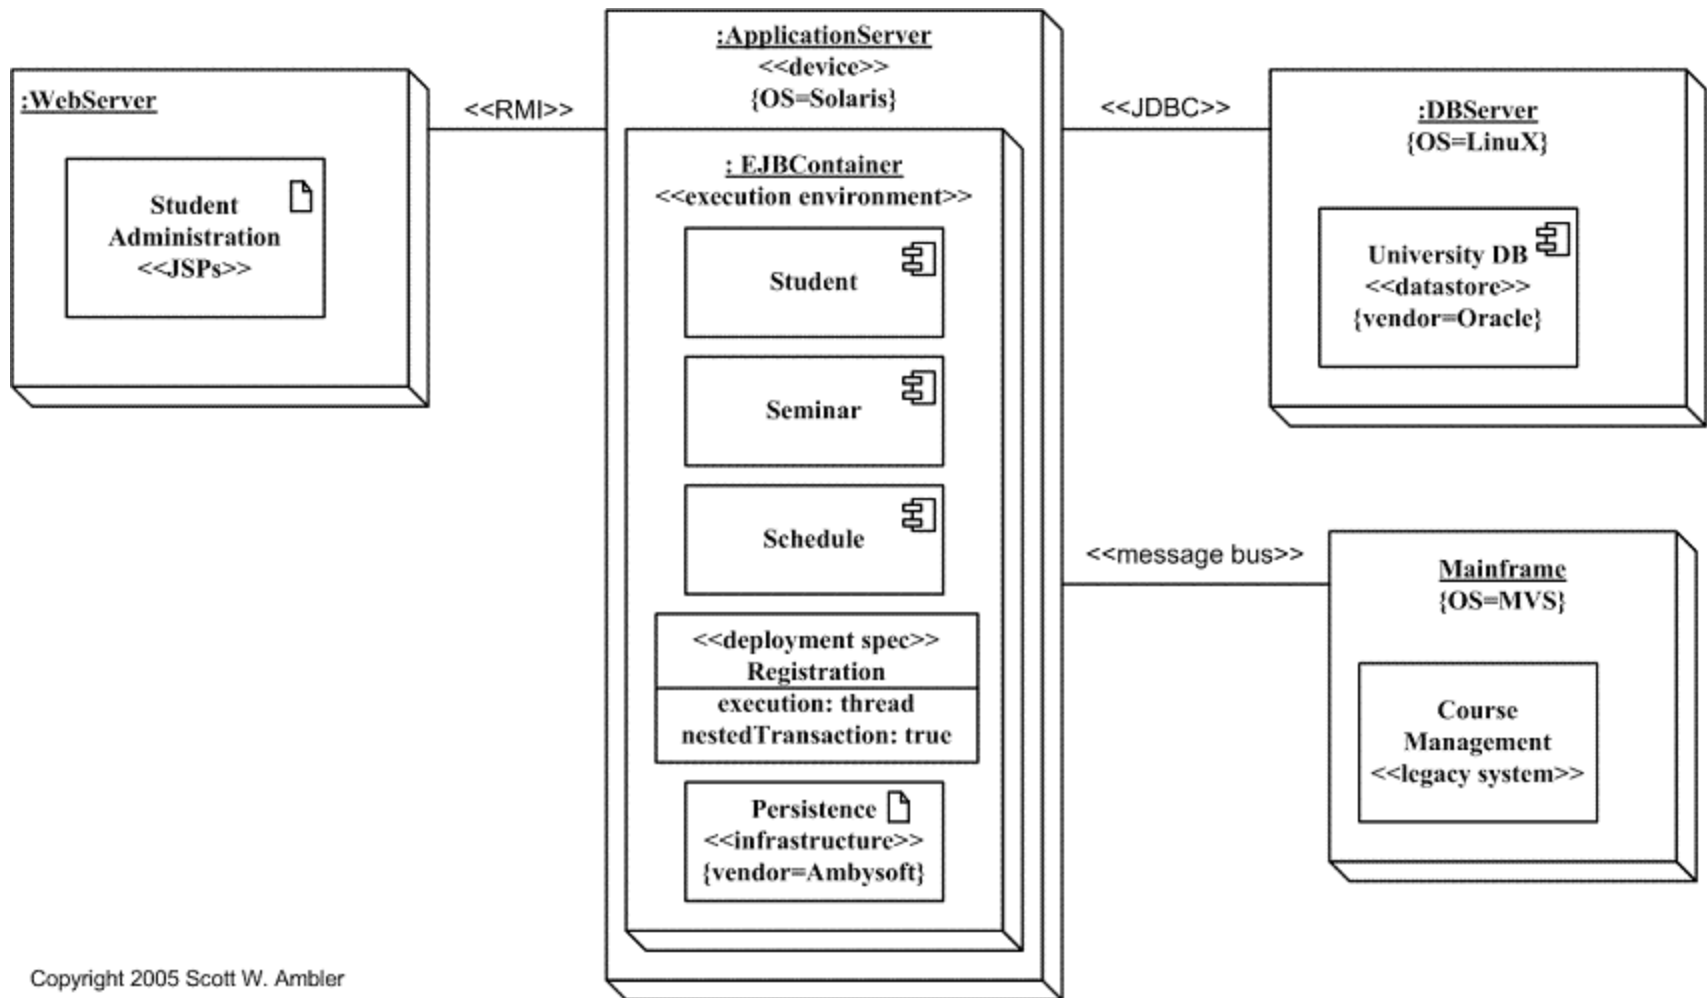 :WebServer
Student
Administration
<<JSPs>>
<<RMI>>
:ApplicationServer
<<device>>
{OS=Solaris}
: EJBContainer
<<execution environment>>
Student
Seminar
Schedule
<<deployment spec>>
Registration
execution: thread
nestedTransaction: true
Persistence
<<infrastructure>>
{vendor=Ambysoft}
<<JDBC>>
:DBServer
{OS=LinuX}
University DB
<<datastore>>
{vendor=Oracle}
<<message bus>>
Mainframe
{OS=MVS}
Course
Management
<<legacy system>>
Copyright 2005 Scott W. Ambler